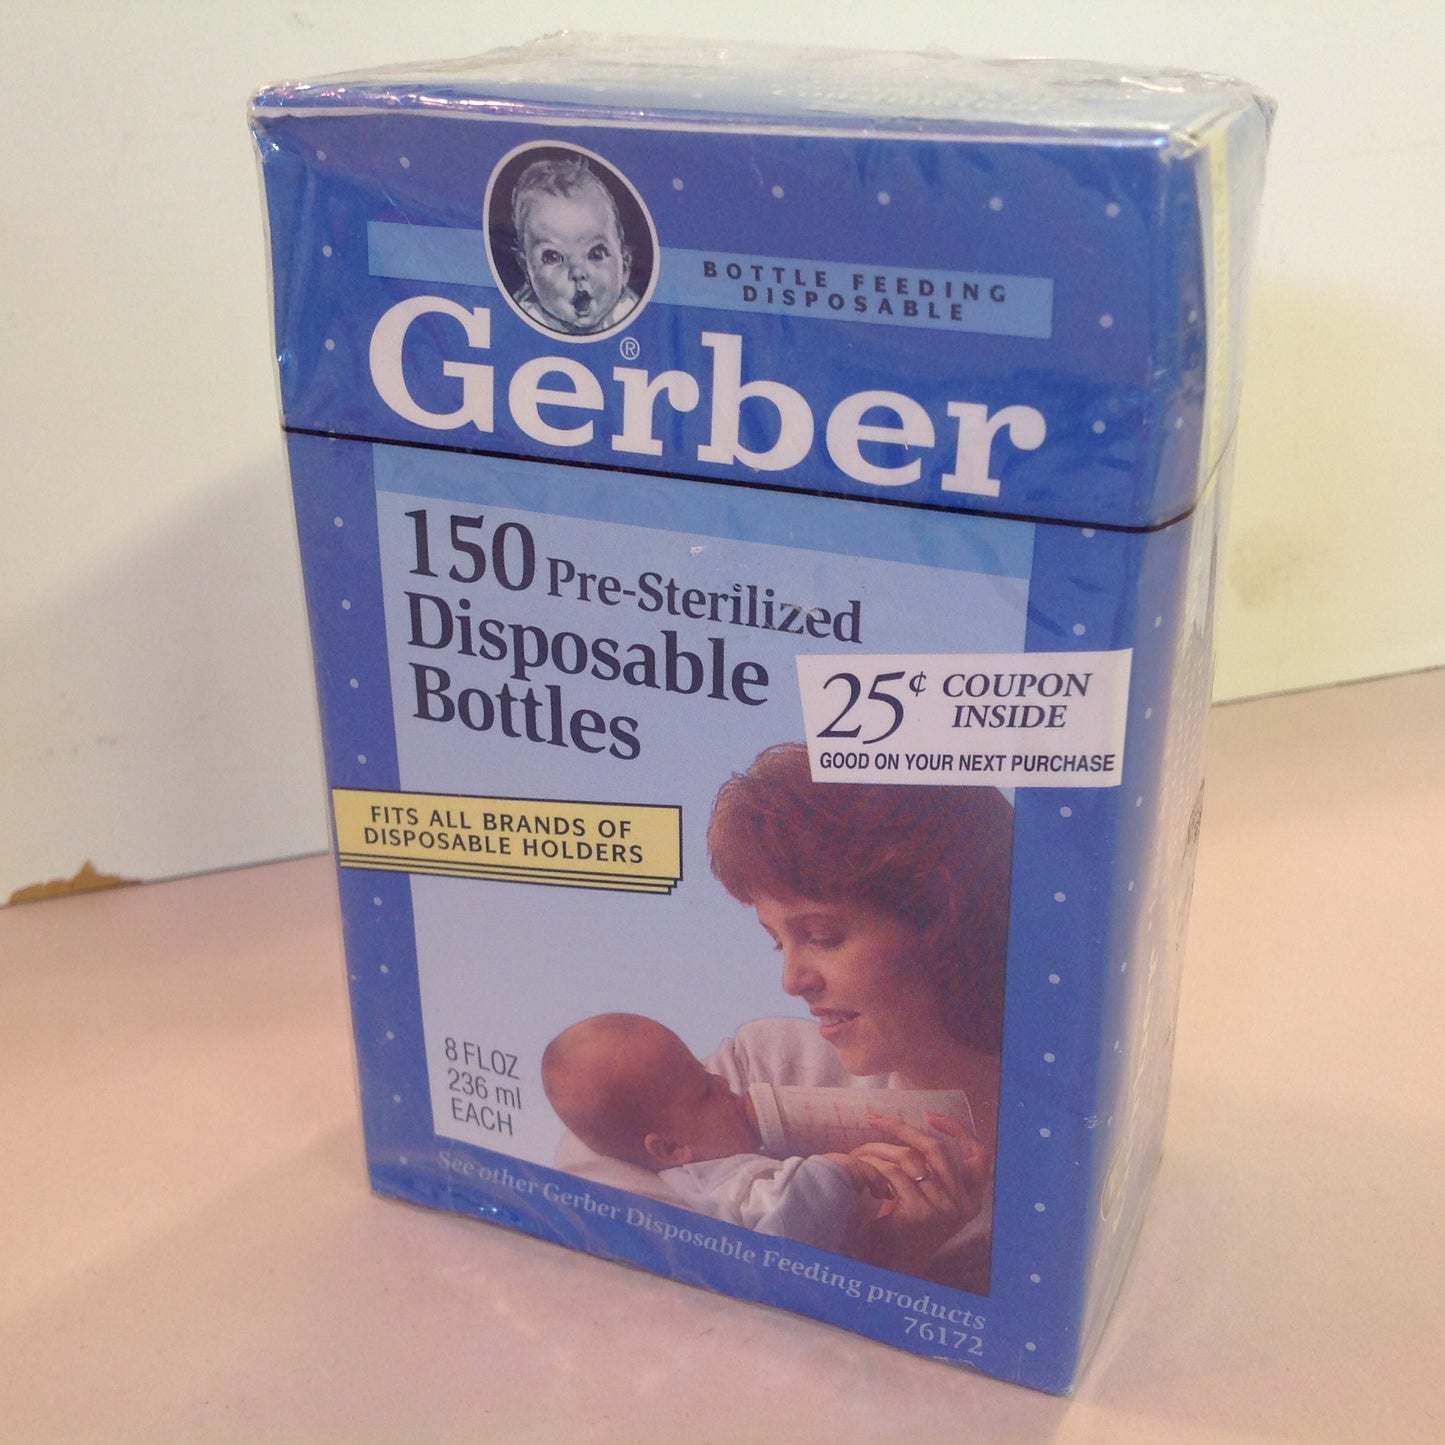 BOTTLE FEEDING
DISPOSABLE
Gerber®
150 Pre-Sterilized
Disposable
Bottles
25¢ COUPON
INSIDE
GOOD ON YOUR NEXT PURCHASE
FITS ALL BRANDS OF
DISPOSABLE HOLDERS
8 FL OZ
236 ml
EACH
See other Gerber Disposable Feeding products
76172